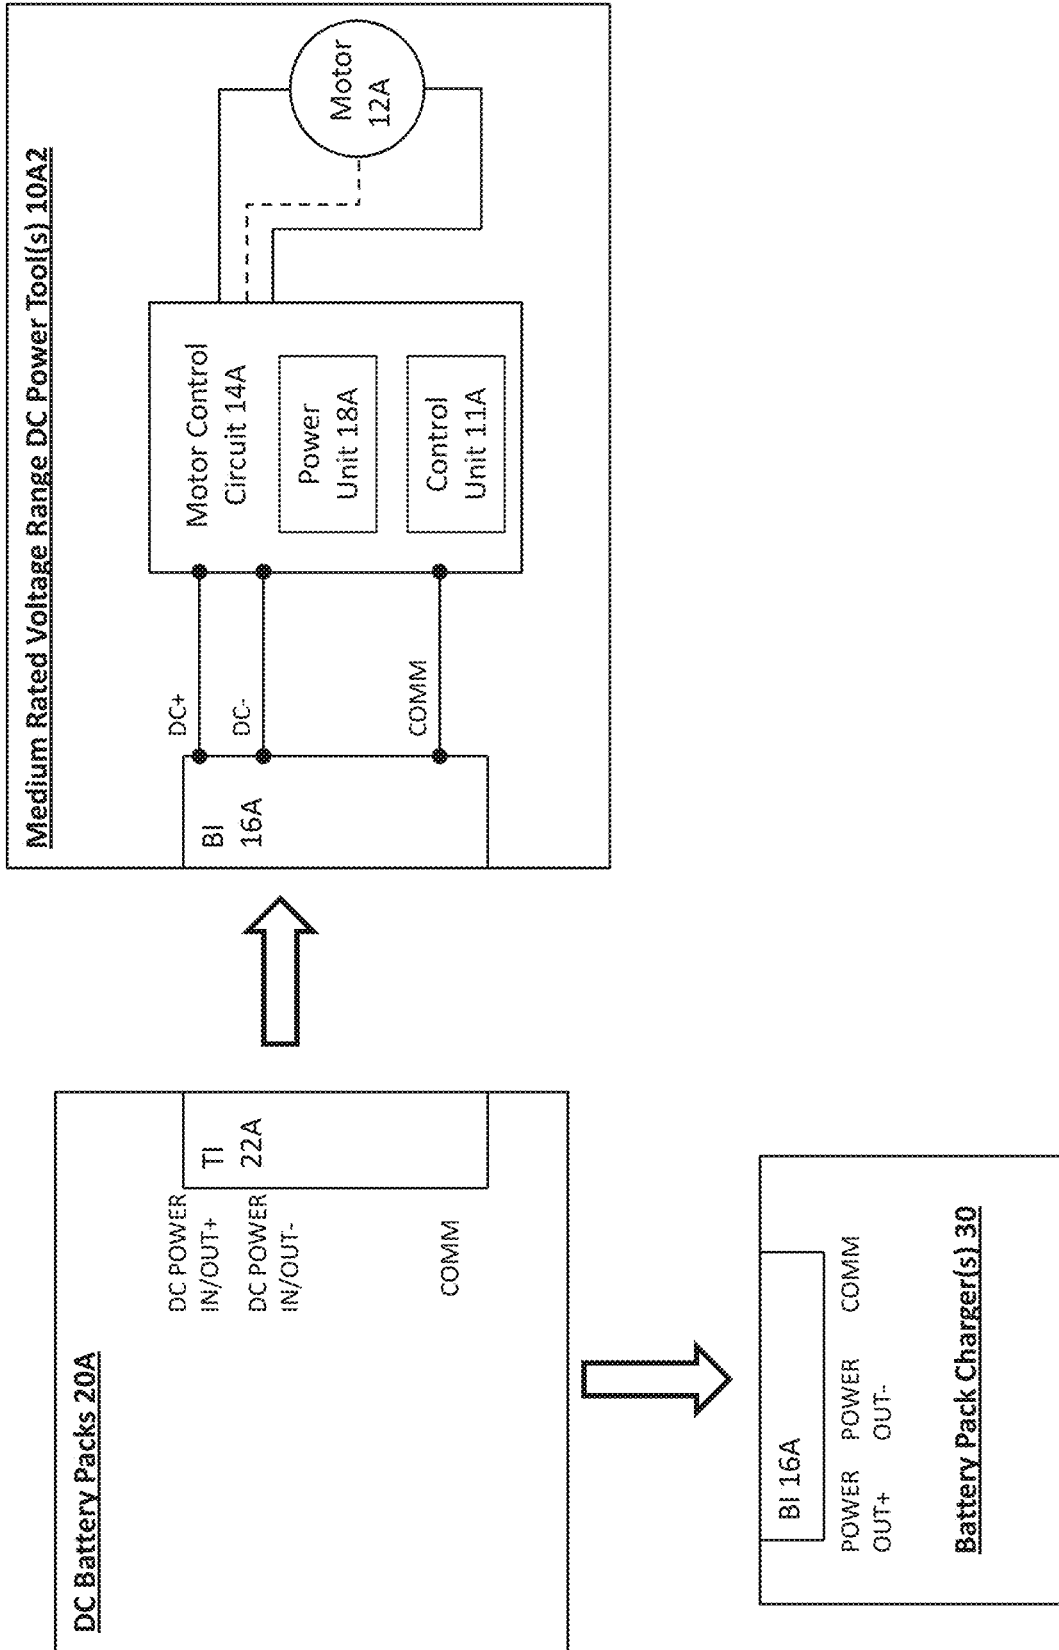 Medium Rated Voltage Range DC Power Tool(s) 10A2
BI
16A
DC+
DC-
COMM
Motor Control
Circuit 14A
Power
Unit 18A
Control
Unit 11A
Motor
12A
DC Battery Packs 20A
DC POWER
IN/OUT+
DC POWER
IN/OUT-
COMM
TI
22A
BI 16A
POWER
OUT+
POWER
OUT-
COMM
Battery Pack Charger(s) 30